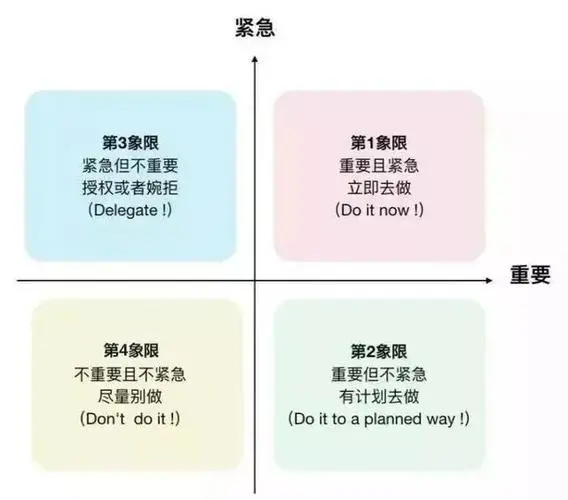 紧急
第3象限
紧急但不重要
授权或者婉拒
（Delegate !）
第1象限
重要且紧急
立即去做
（Do it now !）
重要
第4象限
不重要且不紧急
尽量别做
（Don't do it !）
第2象限
重要但不紧急
有计划去做
（Do it to a planned way !）